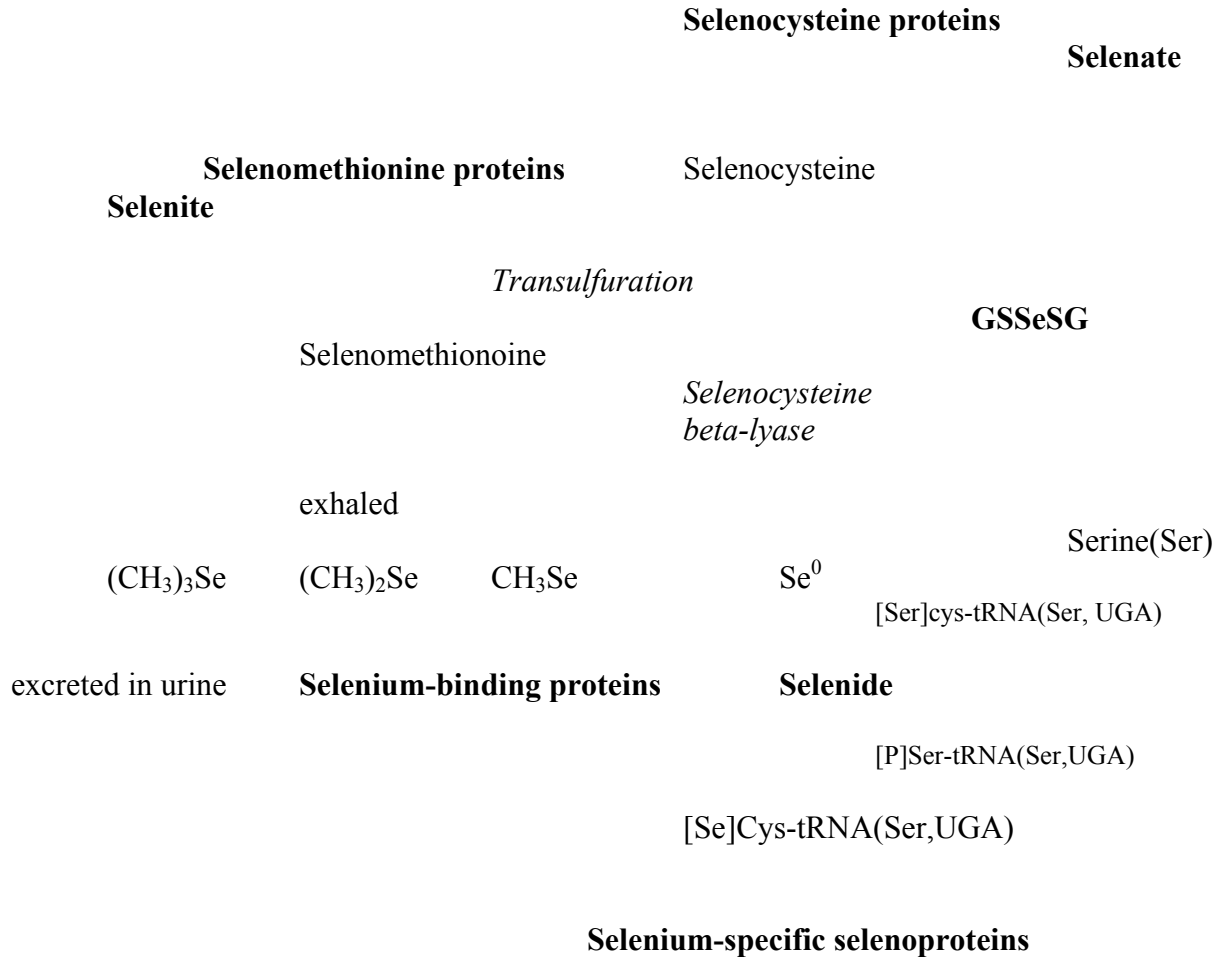 Selenocysteine proteins
Selenate
Selenomethionine proteins Selenocysteine
Selenite
Transulfuration
GSSeSG
Selenomethionoine
Selenocysteine
beta-lyase
exhaled
Serine(Ser)
(CH₃)₃Se (CH₃)₂Se CH₃Se Se⁰
[Ser]cys-tRNA(Ser, UGA)
excreted in urine Selenium-binding proteins Selenide
[P]Ser-tRNA(Ser,UGA)
[Se]Cys-tRNA(Ser,UGA)
Selenium-specific selenoproteins